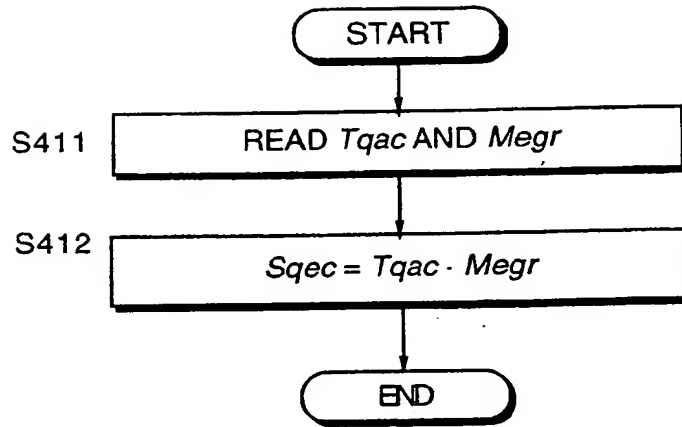 START
S411
READ Tqac AND Megr
S412
Sqec = Tqac · Megr
END